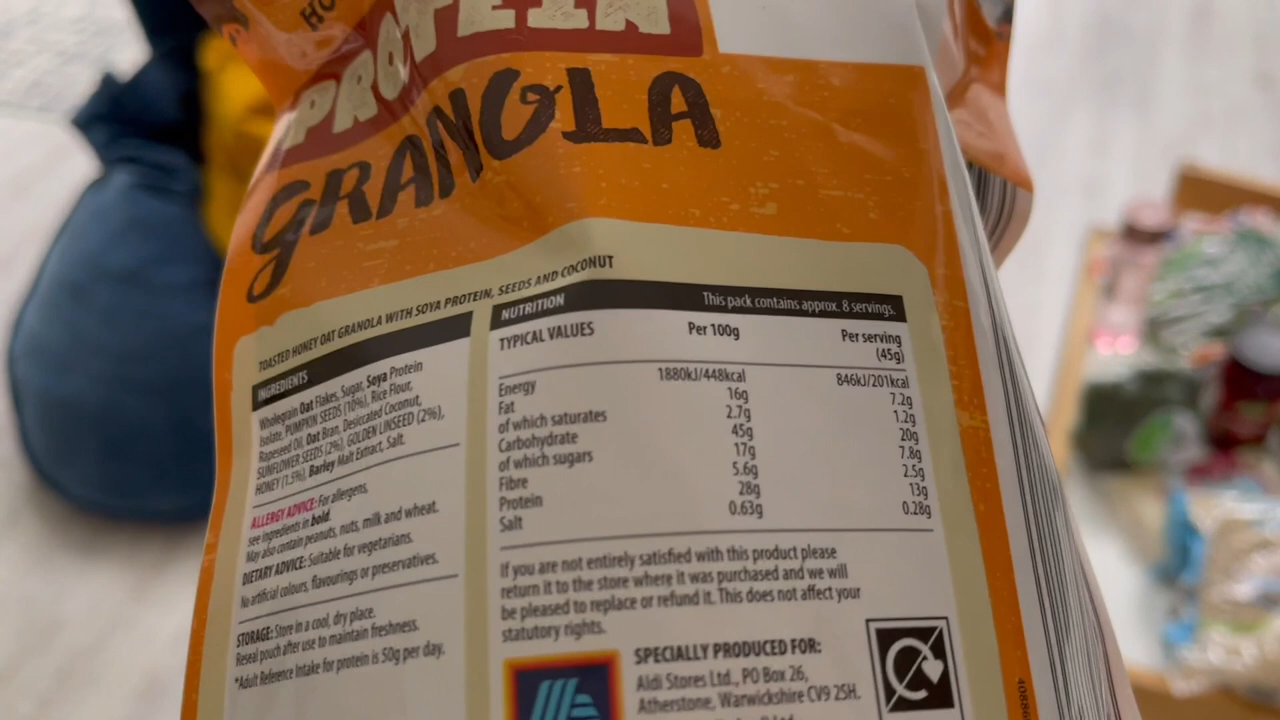 HO
PROTEIN
GRANOLA
TOASTED HONEY OAT GRANOLA WITH SOYA PROTEIN, SEEDS AND COCONUT
INGREDIENTS
Wholegrain Oat Flakes, Sugar, Soya Protein
Isolate, PUMPKIN SEEDS (10%), Rice Flour,
Rapeseed Oil, Oat Bran, Desiccated Coconut,
SUNFLOWER SEEDS (2%), GOLDEN LINSEED (2%),
HONEY (1.5%), Barley Malt Extract, Salt.
ALLERGY ADVICE: For allergens,
see ingredients in bold.
May also contain peanuts, nuts, milk and wheat.
DIETARY ADVICE: Suitable for vegetarians.
No artificial colours, flavourings or preservatives.
STORAGE: Store in a cool, dry place.
Reseal pouch after use to maintain freshness.
*Adult Reference Intake for protein is 50g per day.
NUTRITION This pack contains approx. 8 servings.
TYPICAL VALUES Per 100g Per serving
(45g)
Energy 1880kJ/448kcal 846kJ/201kcal
Fat 16g 7.2g
of which saturates 2.7g 1.2g
Carbohydrate 45g 20g
of which sugars 17g 7.8g
Fibre 5.6g 2.5g
Protein 28g 13g
Salt 0.63g 0.28g
If you are not entirely satisfied with this product please
return it to the store where it was purchased and we will
be pleased to replace or refund it. This does not affect your
statutory rights.
SPECIALLY PRODUCED FOR:
Aldi Stores Ltd., PO Box 26,
Atherstone, Warwickshire CV9 2SH.